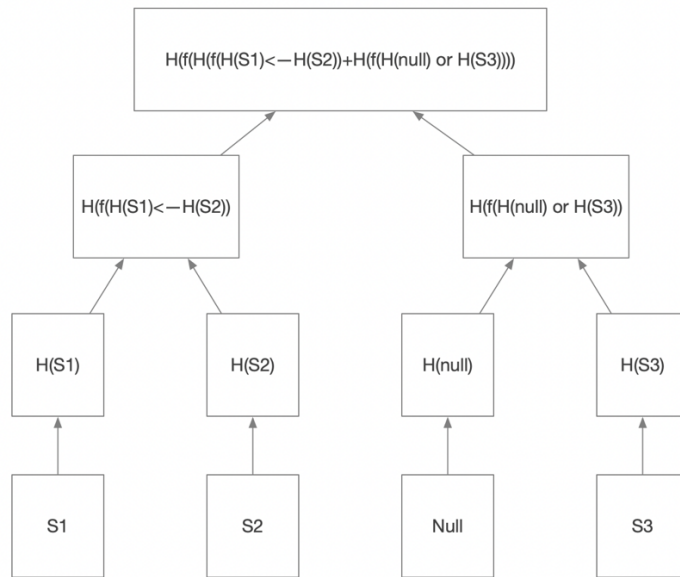 H(f(H(f(H(S1)<—H(S2))+H(f(H(null) or H(S3))))
H(f(H(S1)<—H(S2))
H(f(H(null) or H(S3))
H(S1)
H(S2)
H(null)
H(S3)
S1
S2
Null
S3